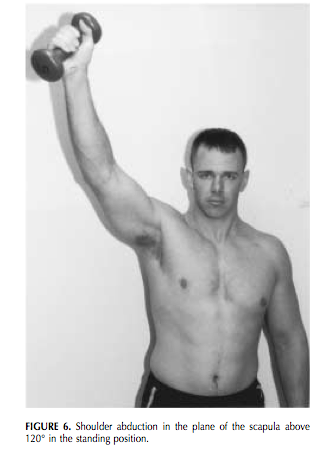 FIGURE 6. Shoulder abduction in the plane of the scapula above
120° in the standing position.